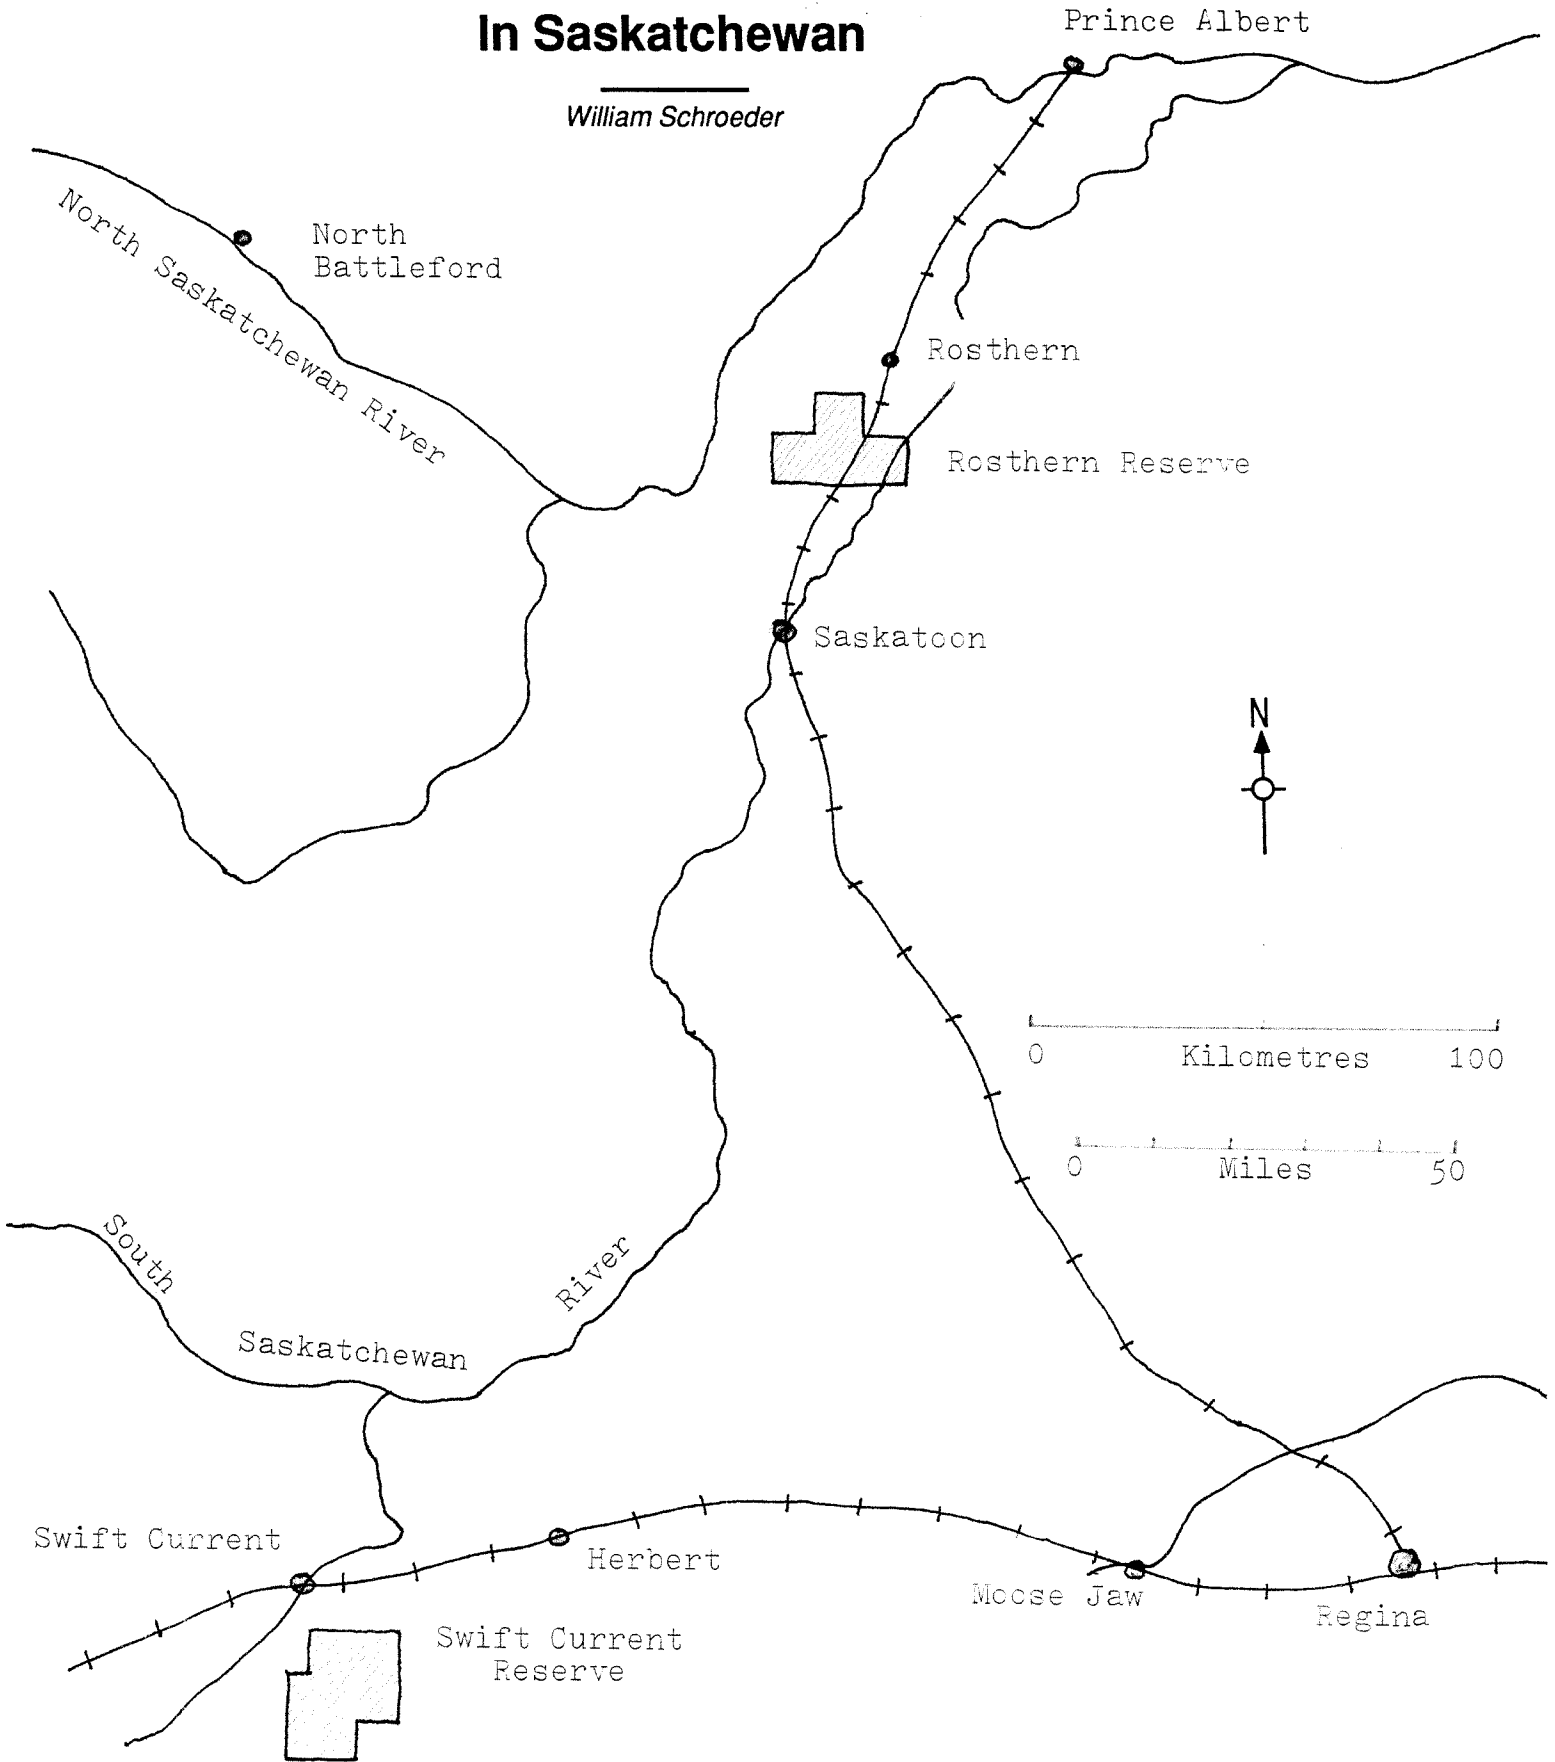 In Saskatchewan
William Schroeder
Prince Albert
North Saskatchewan River
North
Battleford
Rosthern
Rosthern Reserve
Saskatoon
N
0 Kilometres 100
0 Miles 50
South
Saskatchewan
River
Swift Current
Herbert
Moose Jaw
Regina
Swift Current
Reserve